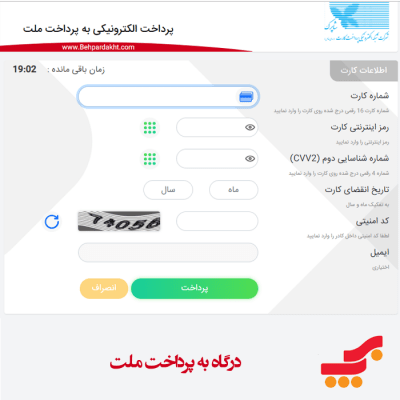 پرداخت الکترونیکی به پرداخت ملت
www.Behpardakht.com
اطلاعات کارت
زمان باقی مانده : 19:02
شماره کارت
شماره کارت 16 رقمی درج شده روی کارت را وارد نمایید
رمز اینترنتی کارت
رمز اینترنتی را وارد نمایید
شماره شناسایی دوم (CVV2)
شماره 4 رقمی درج شده روی کارت را وارد نمایید
تاریخ انقضای کارت
ماه
سال
به تفکیک ماه و سال
کد امنیتی
لطفا کد امنیتی داخل کادر را وارد نمایید
74056
ایمیل
اختیاری
پرداخت
انصراف
درگاه به پرداخت ملت